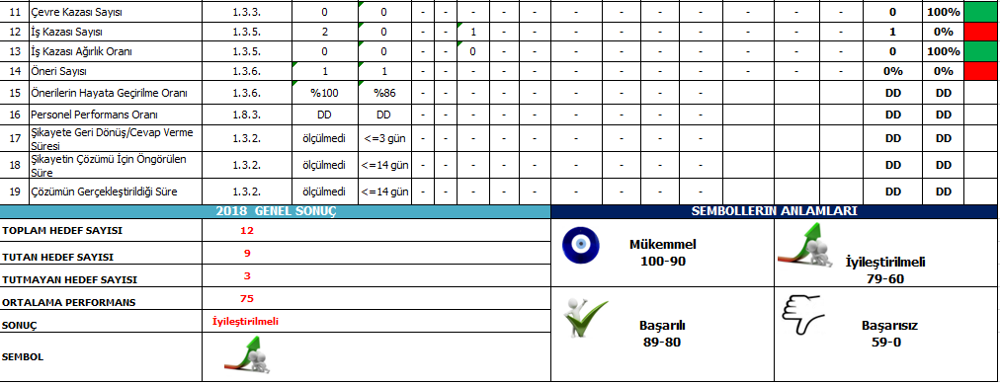 11 Çevre Kazası Sayısı 1.3.3. 0 0 - - - - - - - - - - 0 100%
12 İş Kazası Sayısı 1.3.5. 2 0 - - 1 - - - - - - - 1 0%
13 İş Kazası Ağırlık Oranı 1.3.5. 0 0 - - 0 - - - - - - - 0 100%
14 Öneri Sayısı 1.3.6. 1 1 - - - - - - - - - - 0% 0%
15 Önerilerin Hayata Geçirilme Oranı 1.3.6. %100 %86 - - - - - - - - DD DD
16 Personel Performans Oranı 1.8.3. DD DD - - - - - - - - DD DD
17 Şikayete Geri Dönüş/Cevap Verme Süresi 1.3.2. ölçülmedi <=3 gün - - - - - - - - DD DD
18 Şikayetin Çözümü İçin Öngörülen Süre 1.3.2. ölçülmedi <=14 gün - - - - - - - - DD DD
19 Çözümün Gerçekleştirildiği Süre 1.3.2. ölçülmedi <=14 gün - - - - - - - - DD DD
2018 GENEL SONUÇ
TOPLAM HEDEF SAYISI 12
TUTAN HEDEF SAYISI 9
TUTMAYAN HEDEF SAYISI 3
ORTALAMA PERFORMANS 75
SONUÇ İyileştirilmeli
SEMBOL
SEMBOLLERİN ANLAMLARI
Mükemmel
100-90
İyileştirilmeli
79-60
Başarılı
89-80
Başarısız
59-0